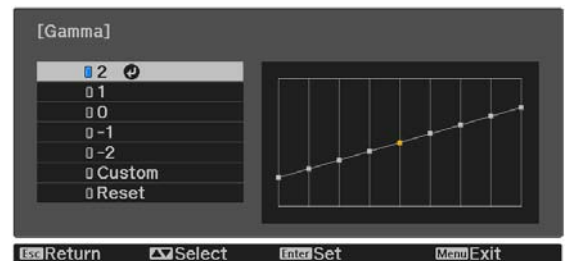 [Gamma]
2
1
0
-1
-2
Custom
Reset
Esc Return Select Enter Set Menu Exit